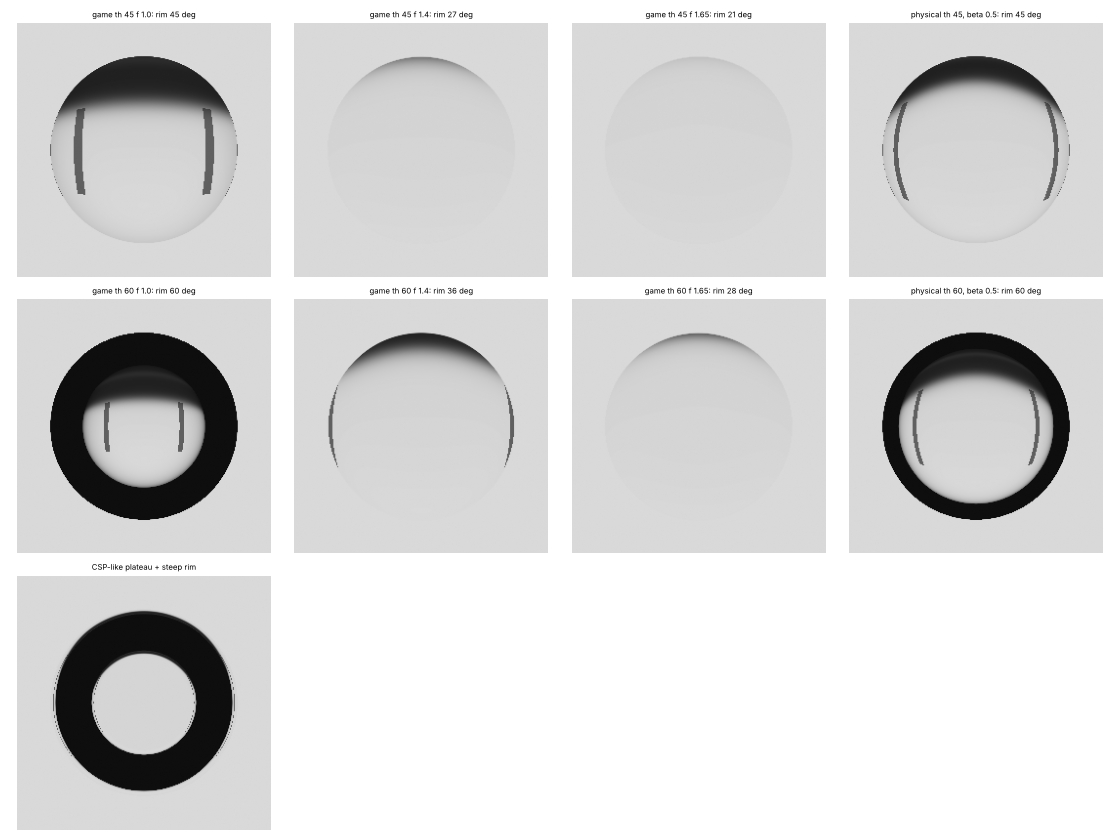 game th 45 f 1.0: rim 45 deg
game th 45 f 1.4: rim 27 deg
game th 45 f 1.65: rim 21 deg
physical th 45, beta 0.5: rim 45 deg
game th 60 f 1.0: rim 60 deg
game th 60 f 1.4: rim 36 deg
game th 60 f 1.65: rim 28 deg
physical th 60, beta 0.5: rim 60 deg
CSP-like plateau + steep rim